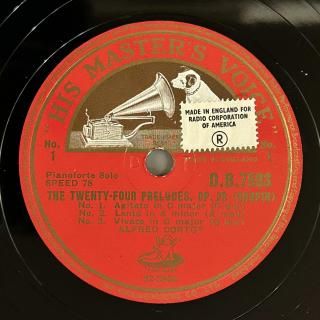 "HIS MASTER'S VOICE"
MADE IN ENGLAND FOR
RADIO CORPORATION
OF AMERICA
®
No.
1
TRADE-MARK
Pianoforte Solo
SPEED 78
THE TWENTY-FOUR PRELUDES, OP. 28 (CHOPIN)
No. 1. Agitato in C major
No. 2. Lento in A minor
No. 3. Vivace in G major
ALFRED CORTOT